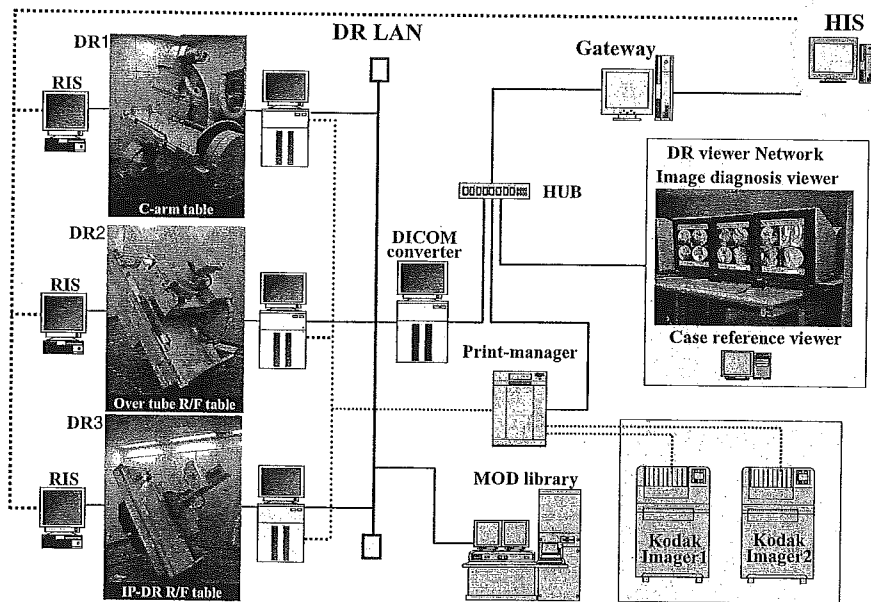 DR1
DR LAN
HIS
Gateway
RIS
C-arm table
HUB
DR viewer Network
Image diagnosis viewer
DR2
RIS
DICOM
converter
Over tube R/F table
Case reference viewer
Print-manager
DR3
RIS
MOD library
IP-DR R/F table
Kodak
Imager1
Kodak
Imager2